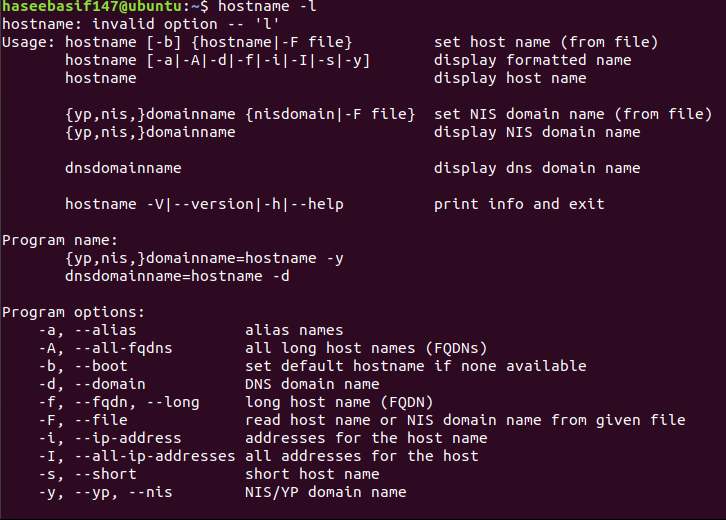 haseebasif147@ubuntu:~$ hostname -l
hostname: invalid option -- 'l'
Usage: hostname [-b] {hostname|-F file}         set host name (from file)
       hostname [-a|-A|-d|-f|-i|-I|-s|-y]       display formatted name
       hostname                                 display host name

       {yp,nis,}domainname {nisdomain|-F file}  set NIS domain name (from file)
       {yp,nis,}domainname                      display NIS domain name

       dnsdomainname                            display dns domain name

       hostname -V|--version|-h|--help          print info and exit

Program name:
       {yp,nis,}domainname=hostname -y
       dnsdomainname=hostname -d

Program options:
    -a, --alias            alias names
    -A, --all-fqdns        all long host names (FQDNs)
    -b, --boot             set default hostname if none available
    -d, --domain           DNS domain name
    -f, --fqdn, --long     long host name (FQDN)
    -F, --file             read host name or NIS domain name from given file
    -i, --ip-address       addresses for the host name
    -I, --all-ip-addresses all addresses for the host
    -s, --short            short host name
    -y, --yp, --nis        NIS/YP domain name